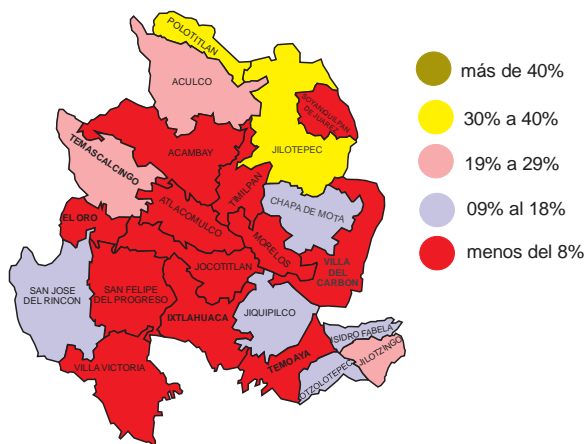 POLOTITLAN
ACULCO
SOYANIQUILPAN
DE JUAREZ
JILOTEPEC
ACAMBAY
TEMASCALCINGO
TIMILPAN
CHAPA DE MOTA
ATLACOMULCO
EL ORO
MORELOS
VILLA
DEL
CARBON
JOCOTITLAN
SAN JOSE
DEL RINCON
SAN FELIPE
DEL PROGRESO
IXTLAHUACA
JIQUIPILCO
ISIDRO FABELA
JILOTZINGO
TEMOAYA
OTZOLOTEPEC
VILLA VICTORIA
más de 40%
30% a 40%
19% a 29%
09% al 18%
menos del 8%